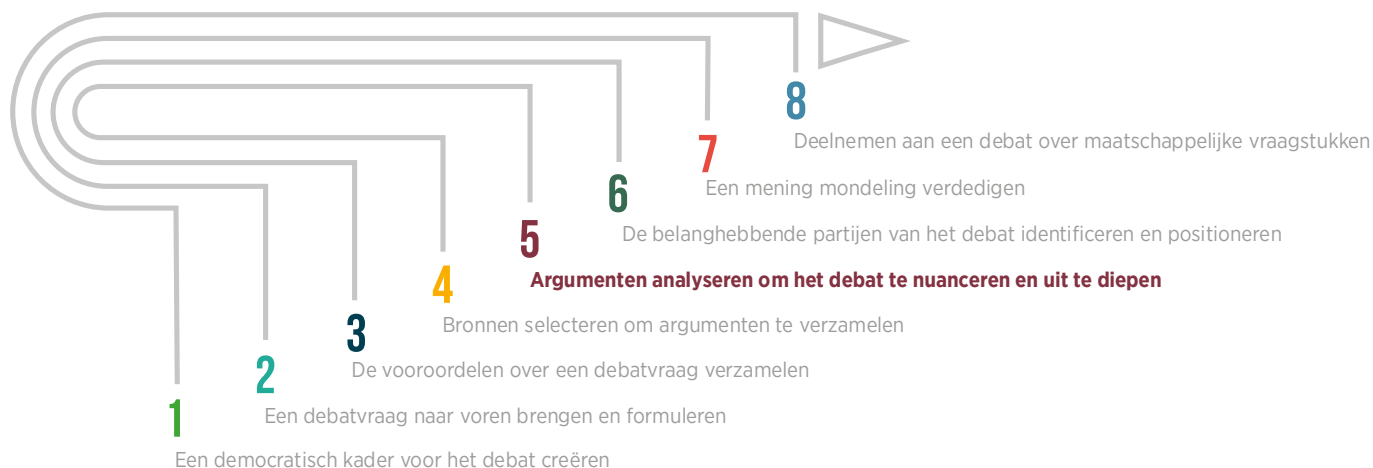 8
Deelnemen aan een debat over maatschappelijke vraagstukken
7
Een mening mondeling verdedigen
6
De belanghebbende partijen van het debat identificeren en positioneren
5
Argumenten analyseren om het debat te nuanceren en uit te diepen
4
Bronnen selecteren om argumenten te verzamelen
3
De vooroordelen over een debatvraag verzamelen
2
Een debatvraag naar voren brengen en formuleren
1
Een democratisch kader voor het debat creëren